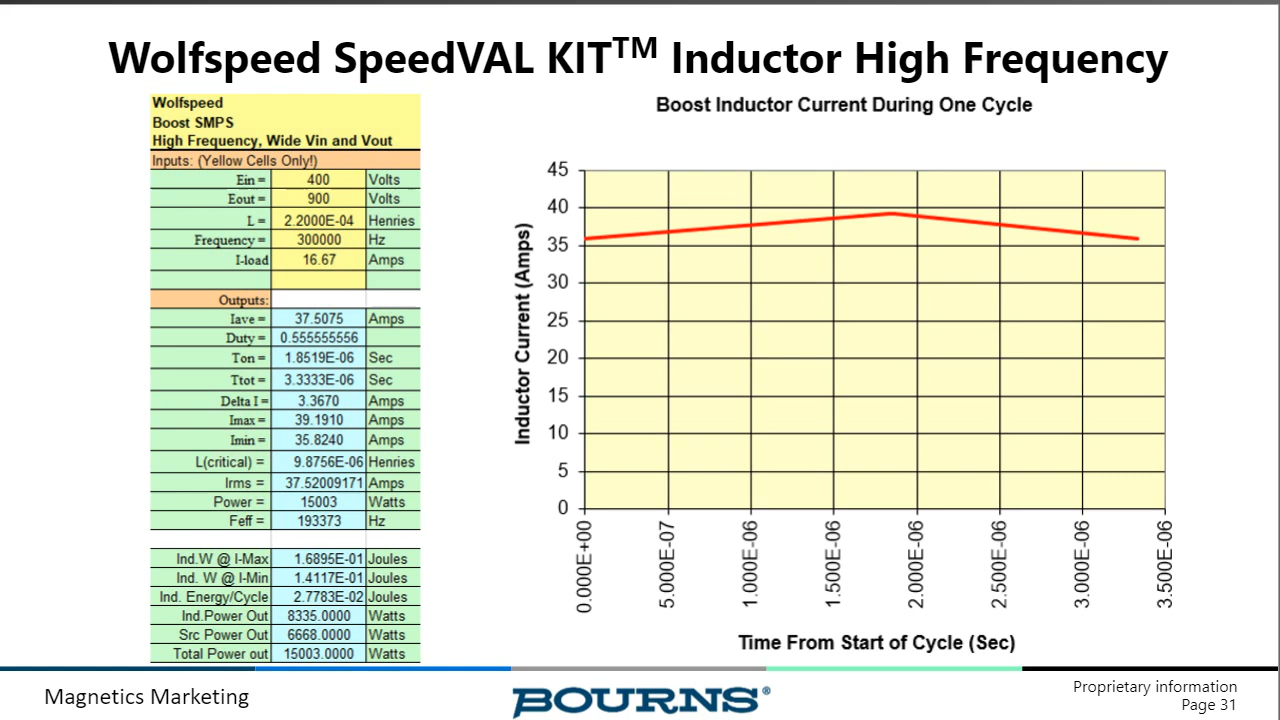 Wolfspeed SpeedVAL KIT™ Inductor High Frequency
Wolfspeed
Boost SMPS
High Frequency, Wide Vin and Vout
Inputs: (Yellow Cells Only!)
Ein = 400 Volts
Eout = 900 Volts
L = 2.2000E-04 Henries
Frequency = 300000 Hz
I-load 16.67 Amps
Outputs:
Iave = 37.5075 Amps
Duty = 0.555555556
Ton = 1.8519E-06 Sec
Ttot = 3.3333E-06 Sec
Delta I = 3.3670 Amps
Imax = 39.1910 Amps
Imin = 35.8240 Amps
L(critical) = 9.8756E-06 Henries
Irms = 37.52009171 Amps
Power = 15003 Watts
Feff = 193373 Hz
Ind.W @ I-Max 1.6895E-01 Joules
Ind. W @ I-Min 1.4117E-01 Joules
Ind. Energy/Cycle 2.7783E-02 Joules
Ind.Power Out 8335.0000 Watts
Src Power Out 6668.0000 Watts
Total Power out 15003.0000 Watts
Boost Inductor Current During One Cycle
Inductor Current (Amps)
45
40
35
30
25
20
15
10
5
0
0.000E+00
5.000E-07
1.000E-06
1.500E-06
2.000E-06
2.500E-06
3.000E-06
3.500E-06
Time From Start of Cycle (Sec)
Magnetics Marketing
BOURNS®
Proprietary information
Page 31